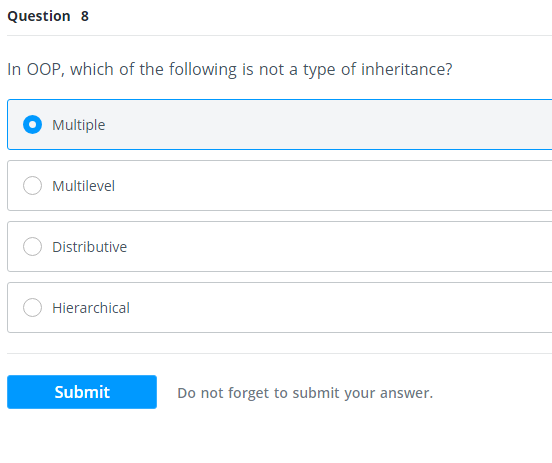 Question 8
In OOP, which of the following is not a type of inheritance?
Multiple
Multilevel
Distributive
Hierarchical
Submit
Do not forget to submit your answer.